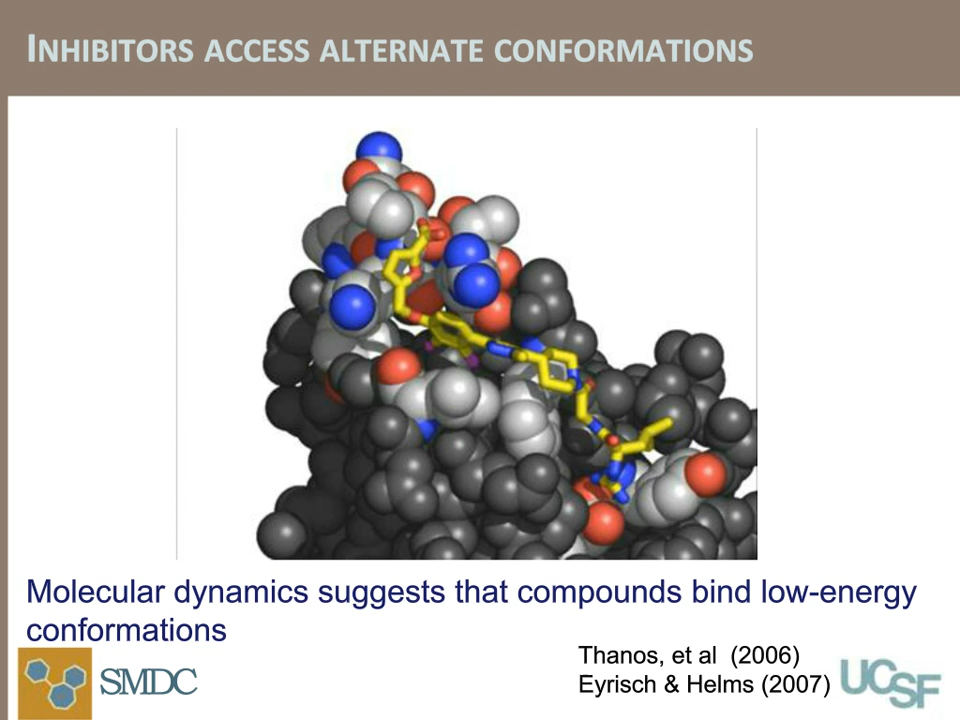 INHIBITORS ACCESS ALTERNATE CONFORMATIONS
Molecular dynamics suggests that compounds bind low-energy
conformations
Thanos, et al (2006)
Eyrisch & Helms (2007)
SMDC
UCSF